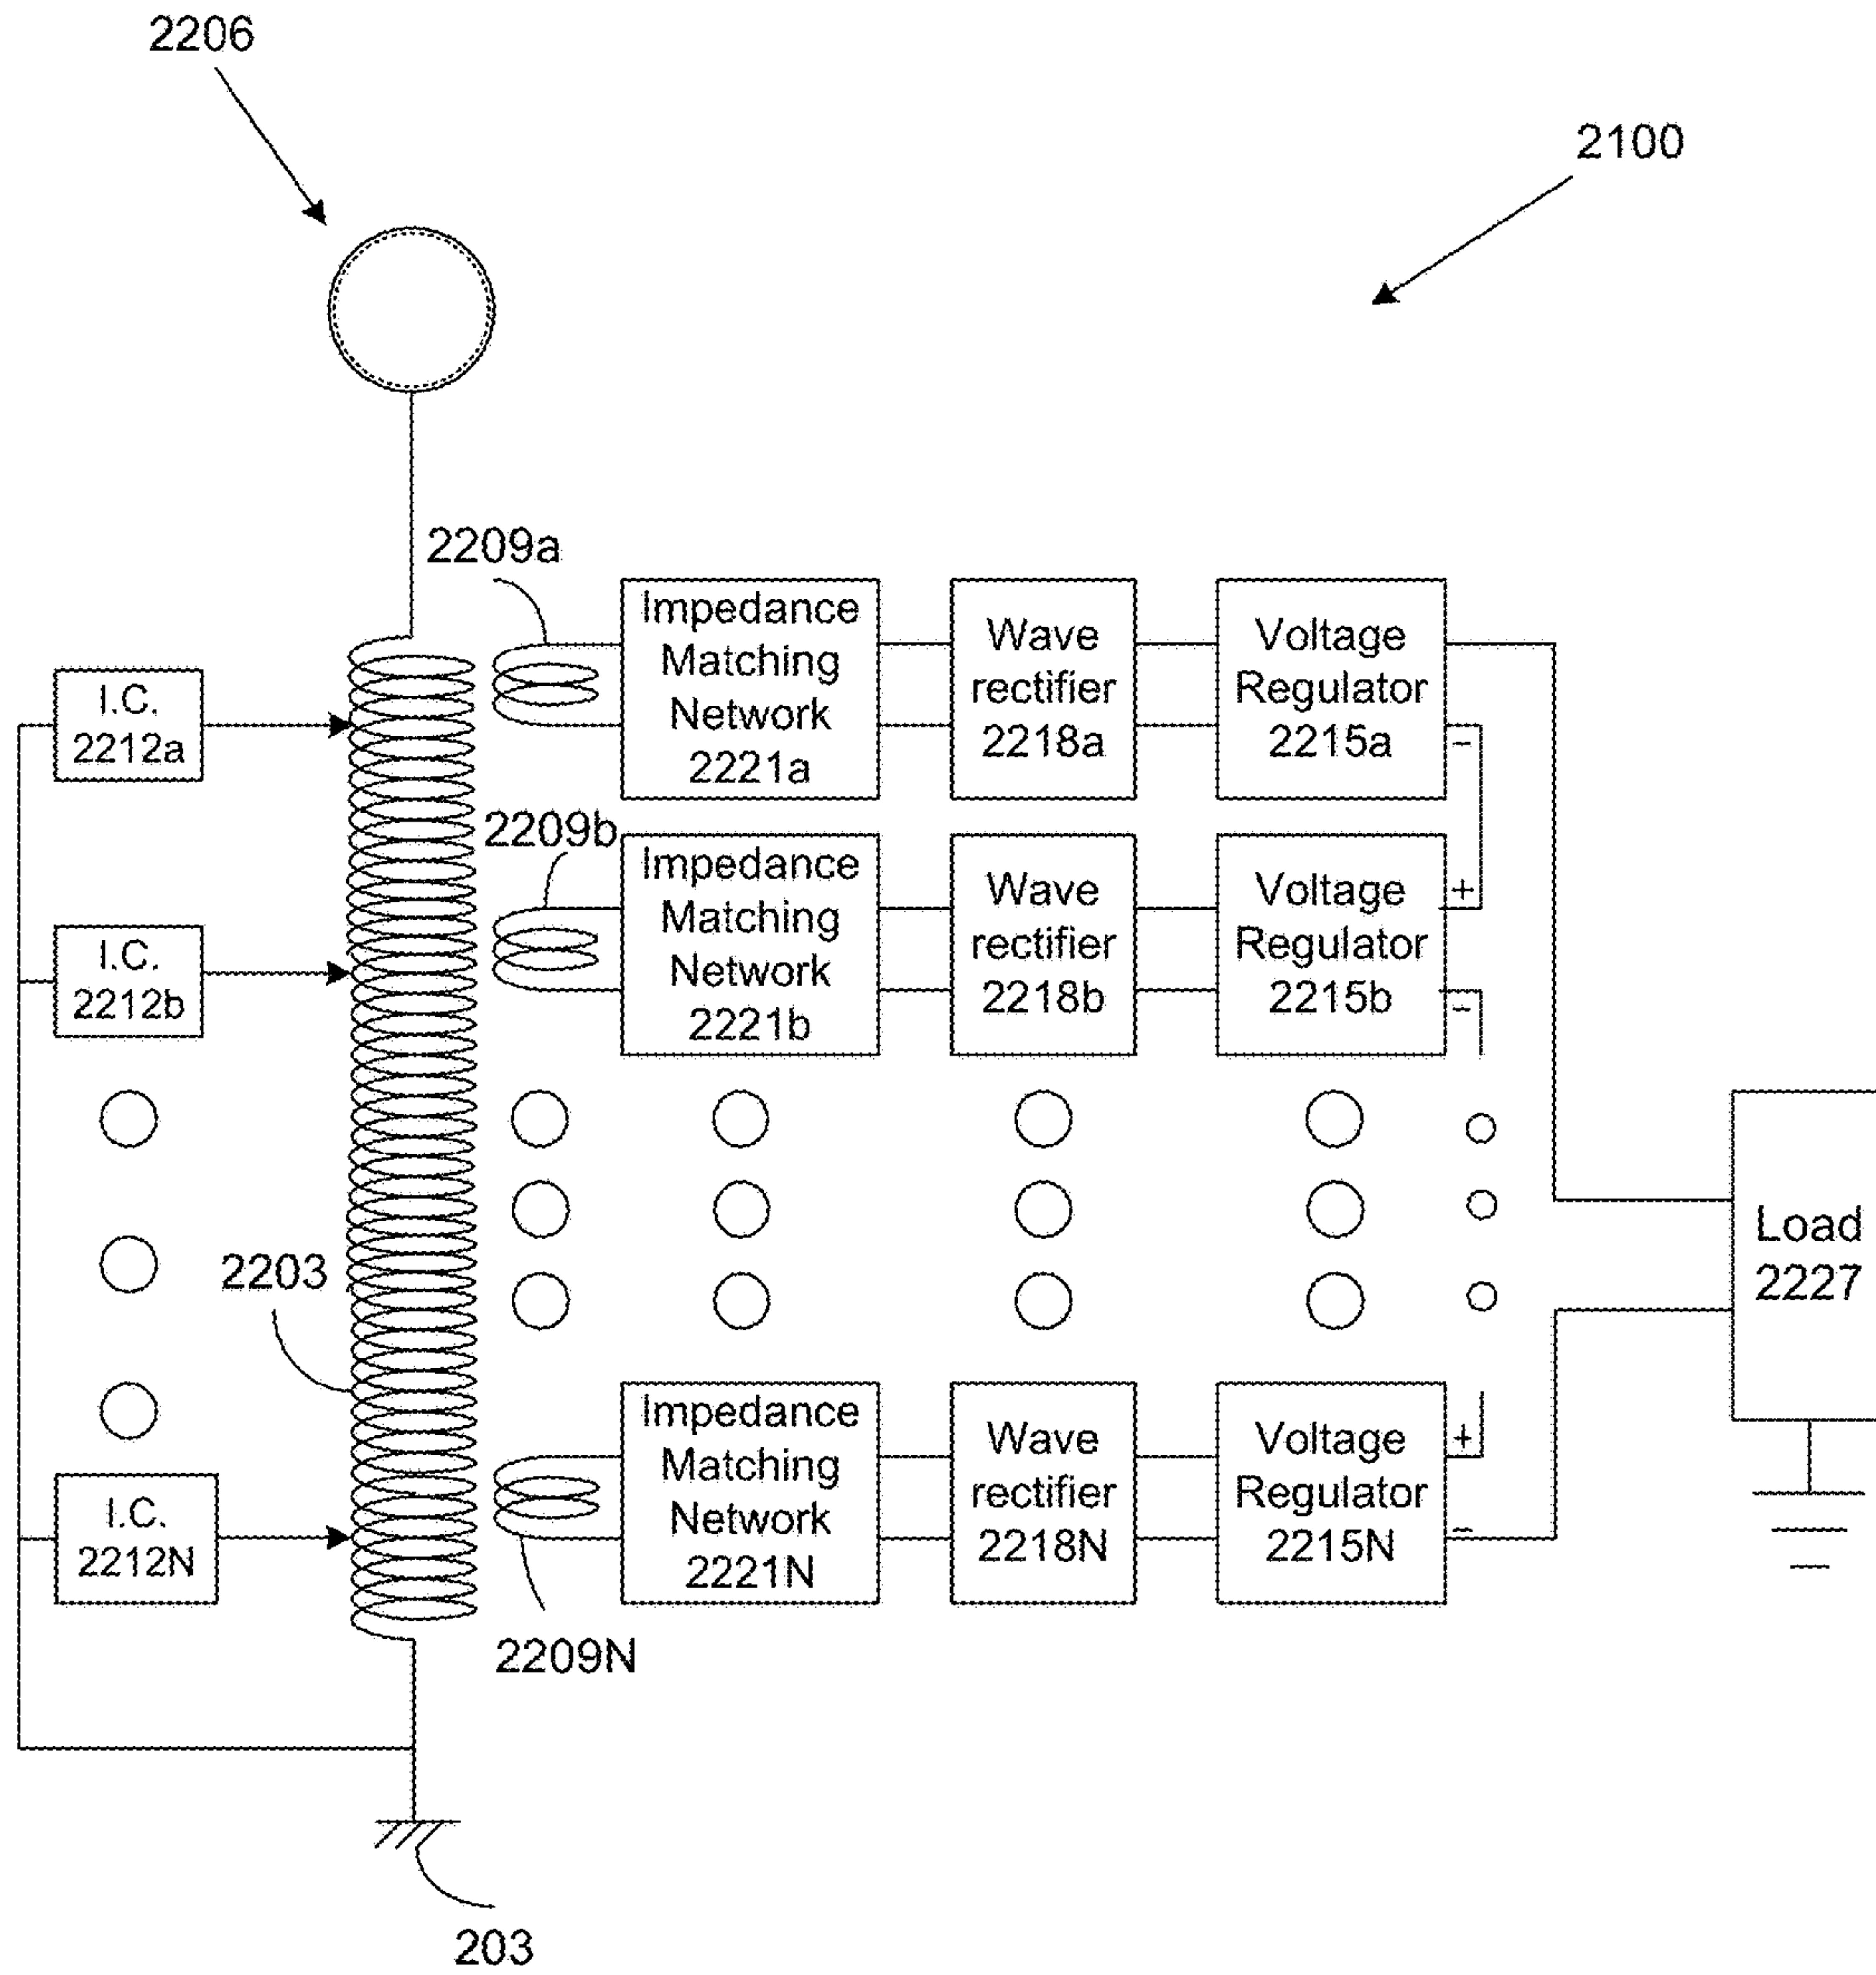 2206
2100
2209a
Impedance
Matching
Network
2221a
Wave
rectifier
2218a
Voltage
Regulator
2215a
-
I.C.
2212a
2209b
Impedance
Matching
Network
2221b
Wave
rectifier
2218b
Voltage
Regulator
2215b
+
-
I.C.
2212b
2203
Load
2227
Impedance
Matching
Network
2221N
Wave
rectifier
2218N
Voltage
Regulator
2215N
+
-
I.C.
2212N
2209N
203